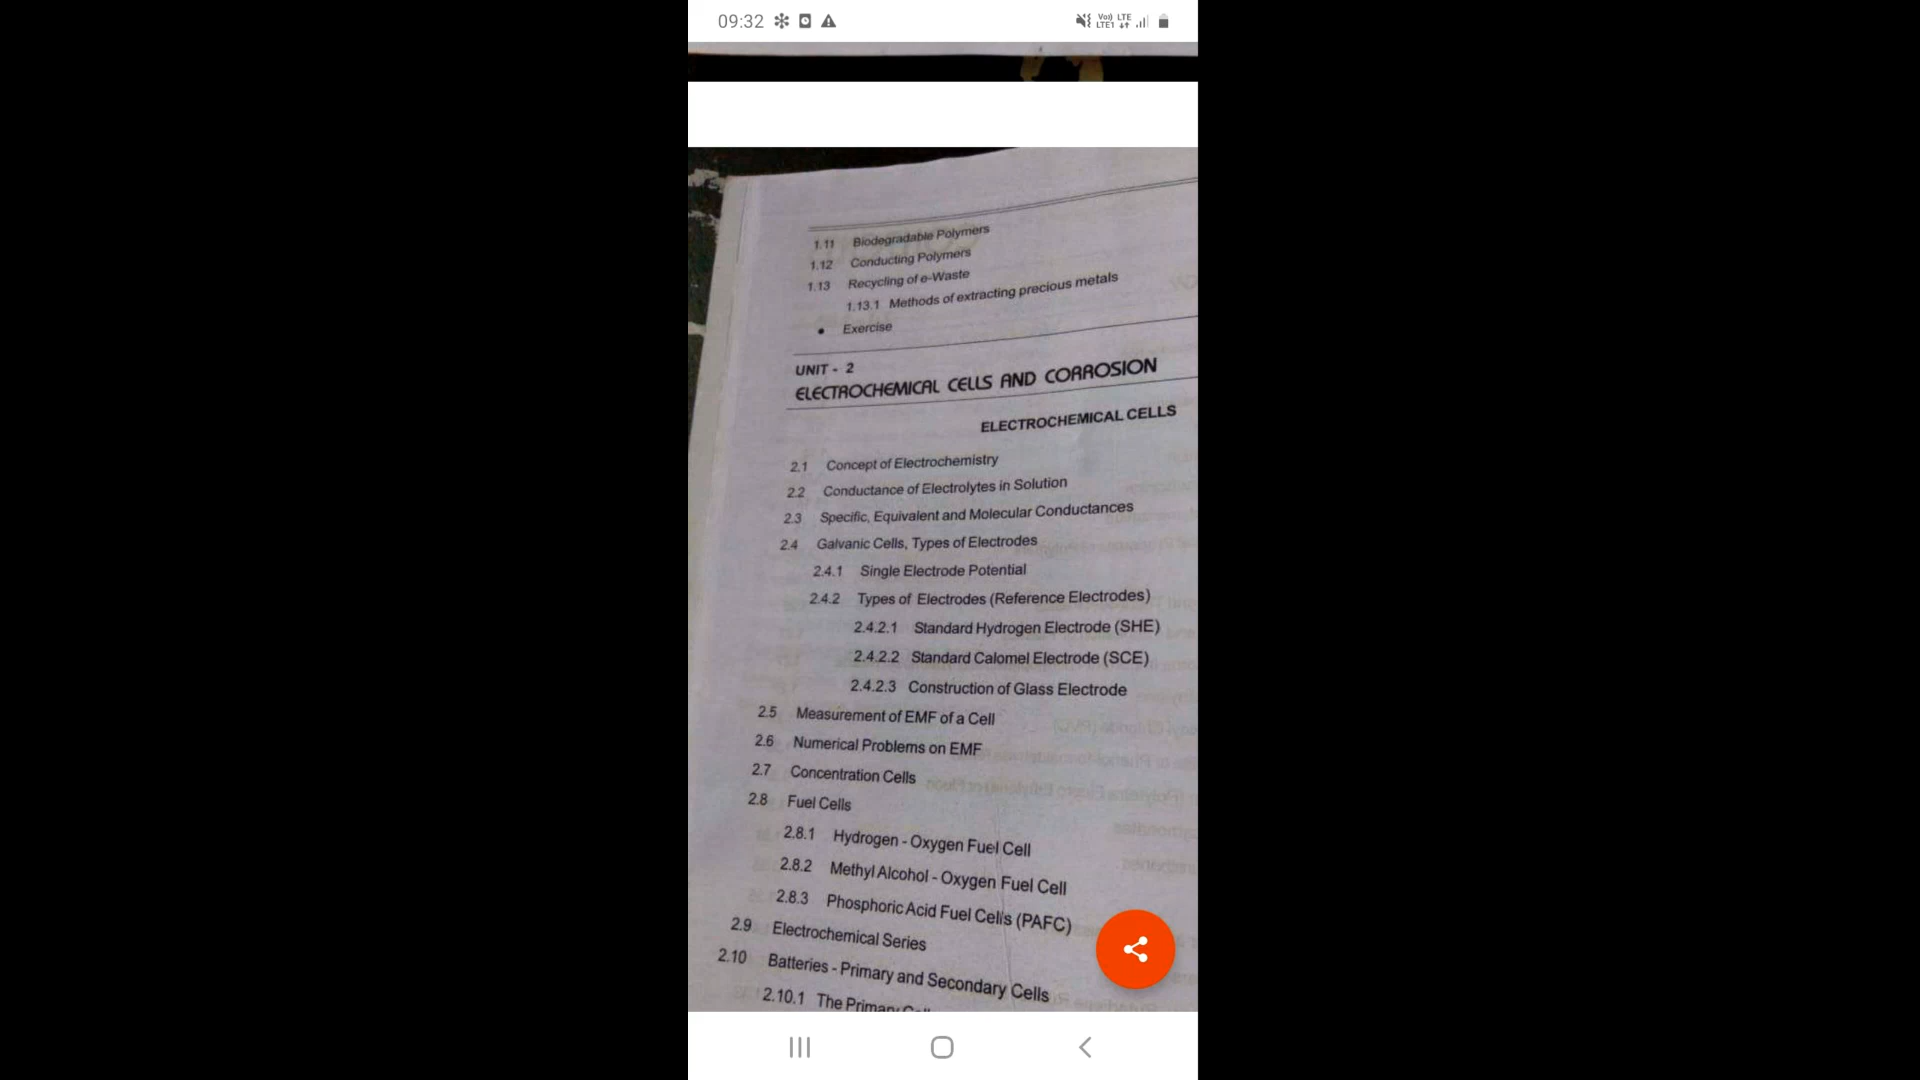 09:32
Vo) LTE
LTE1
1.11 Biodegradable Polymers
1.12 Conducting Polymers
1.13 Recycling of e-Waste
1.13.1 Methods of extracting precious metals
• Exercise
UNIT - 2
ELECTROCHEMICAL CELLS AND CORROSION
ELECTROCHEMICAL CELLS
2.1 Concept of Electrochemistry
2.2 Conductance of Electrolytes in Solution
2.3 Specific, Equivalent and Molecular Conductances
2.4 Galvanic Cells, Types of Electrodes
2.4.1 Single Electrode Potential
2.4.2 Types of Electrodes (Reference Electrodes)
2.4.2.1 Standard Hydrogen Electrode (SHE)
2.4.2.2 Standard Calomel Electrode (SCE)
2.4.2.3 Construction of Glass Electrode
2.5 Measurement of EMF of a Cell
2.6 Numerical Problems on EMF
2.7 Concentration Cells
2.8 Fuel Cells
2.8.1 Hydrogen - Oxygen Fuel Cell
2.8.2 Methyl Alcohol - Oxygen Fuel Cell
2.8.3 Phosphoric Acid Fuel Cells (PAFC)
2.9 Electrochemical Series
2.10 Batteries - Primary and Secondary Cells
2.10.1 The Primary